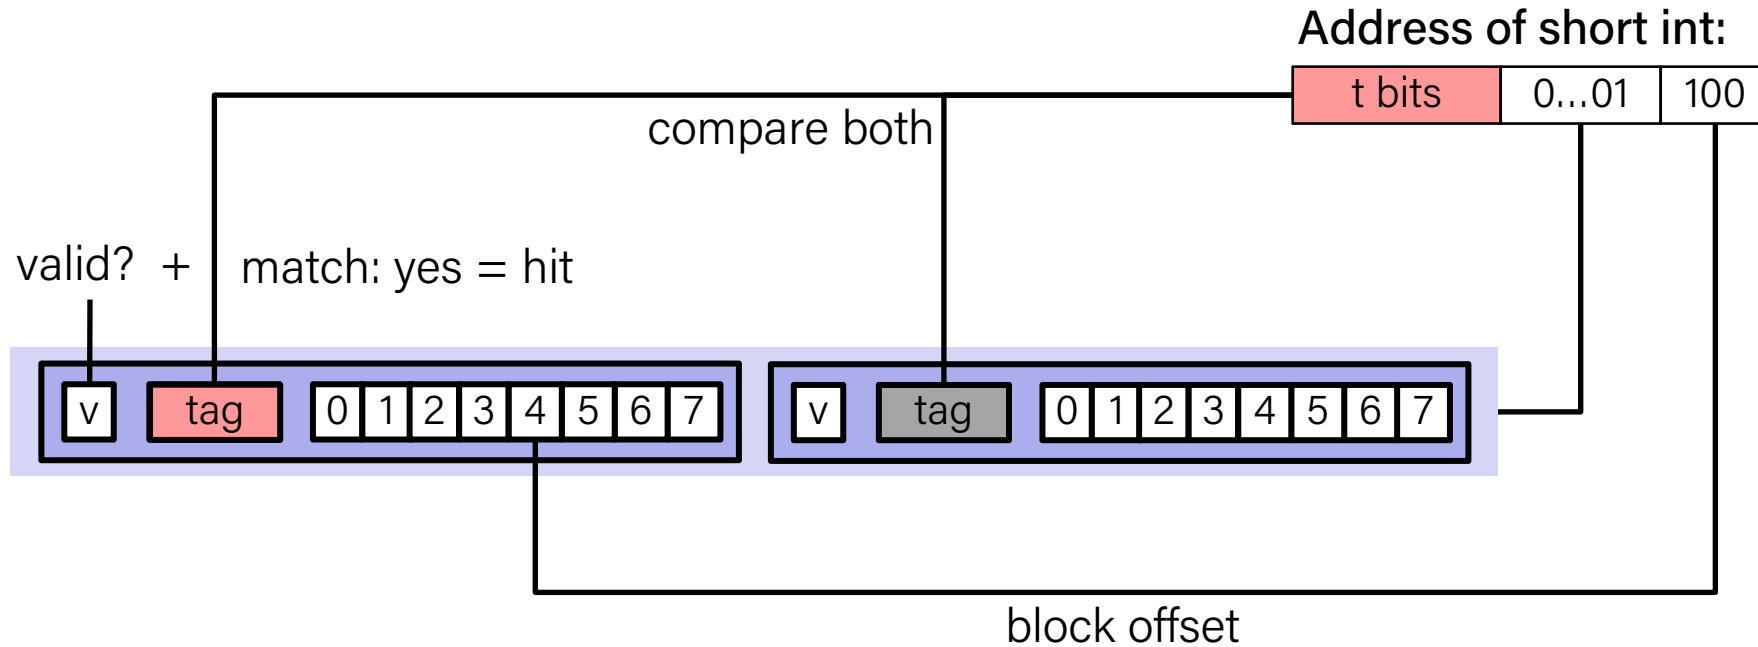 Address of short int:
t bits 0...01 100
compare both
valid? + match: yes = hit
v tag 0 1 2 3 4 5 6 7 v tag 0 1 2 3 4 5 6 7
block offset